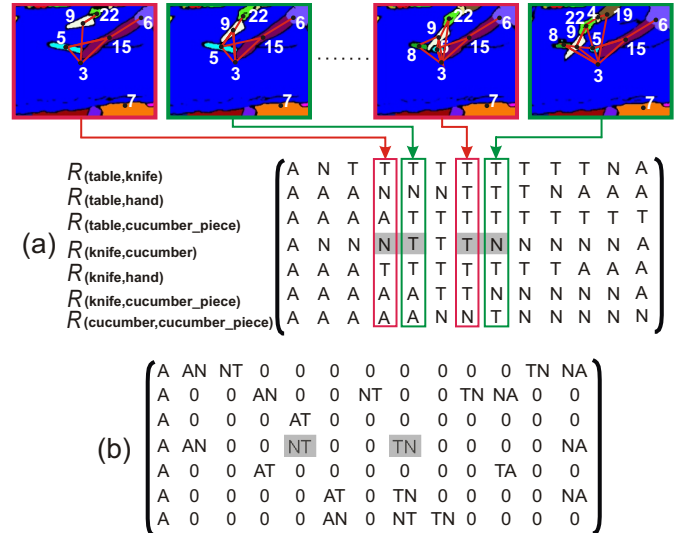 9 22 6 5 15 3 7
9 22 6 5 15 3 7
........
9 22 6 8 5 15 3 7
4 19 22 6 8 9 5 15 3 7
R(table,knife) A N T T T T T T T T T N A
R(table,hand) A A A N N N T T T N A A A
R(table,cucumber_piece) A A A A T T T T T T T T T
(a) R(knife,cucumber) A N N N T T T N N N N N A
R(knife,hand) A A A T T T T T T T A A A
R(knife,cucumber_piece) A A A A A T T N N N N N A
R(cucumber,cucumber_piece) A A A A A N N T N N N N N
A AN NT 0 0 0 0 0 0 0 0 TN NA
A 0 0 AN 0 0 NT 0 0 TN NA 0 0
A 0 0 0 AT 0 0 0 0 0 0 0 0
(b) A AN 0 0 NT 0 0 TN 0 0 0 0 NA
A 0 0 AT 0 0 0 0 0 0 TA 0 0
A 0 0 0 0 AT 0 TN 0 0 0 0 NA
A 0 0 0 0 AN 0 NT TN 0 0 0 0